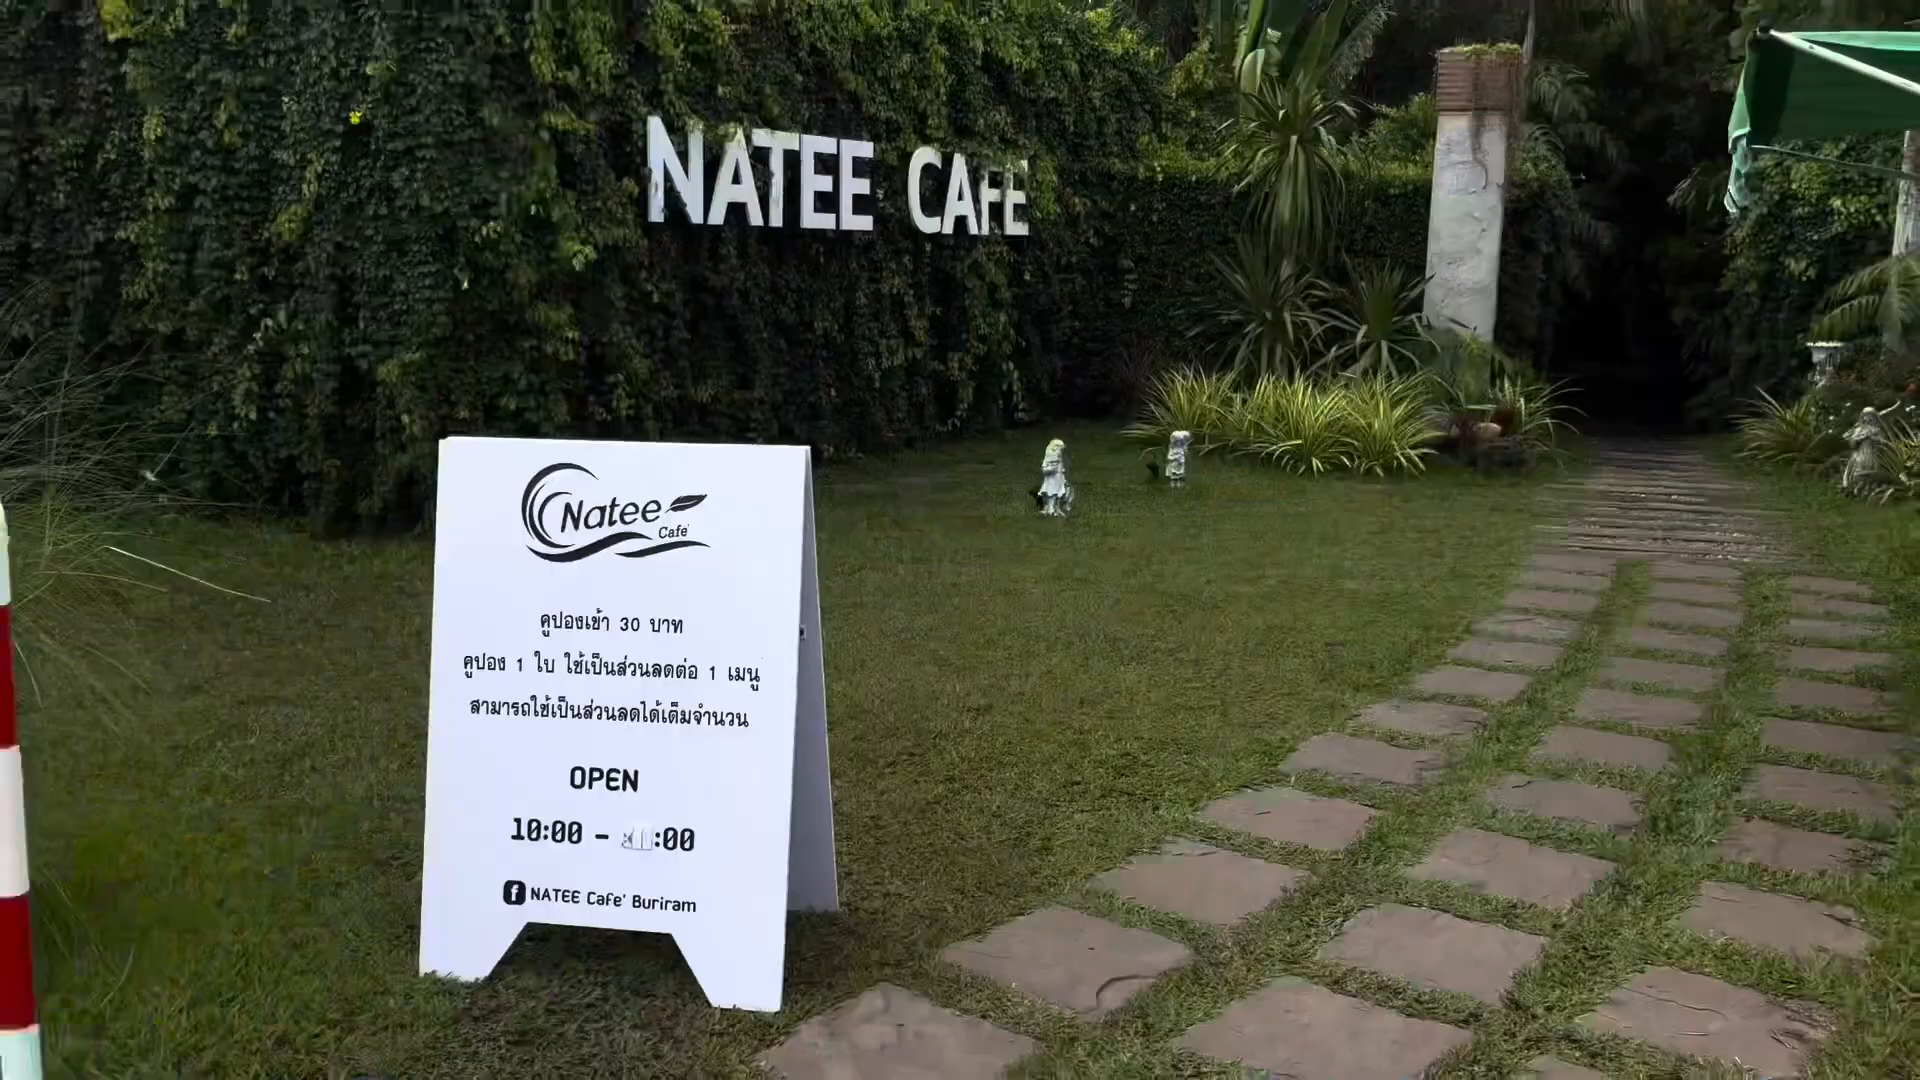 NATEE CAFE
Natee
Cafe'
คูปองเข้า 30 บาท
คูปอง 1 ใบ ใช้เป็นส่วนลดต่อ 1 เมนู
สามารถใช้เป็นส่วนลดได้เต็มจำนวน
OPEN
10:00 - :00
NATEE Cafe' Buriram